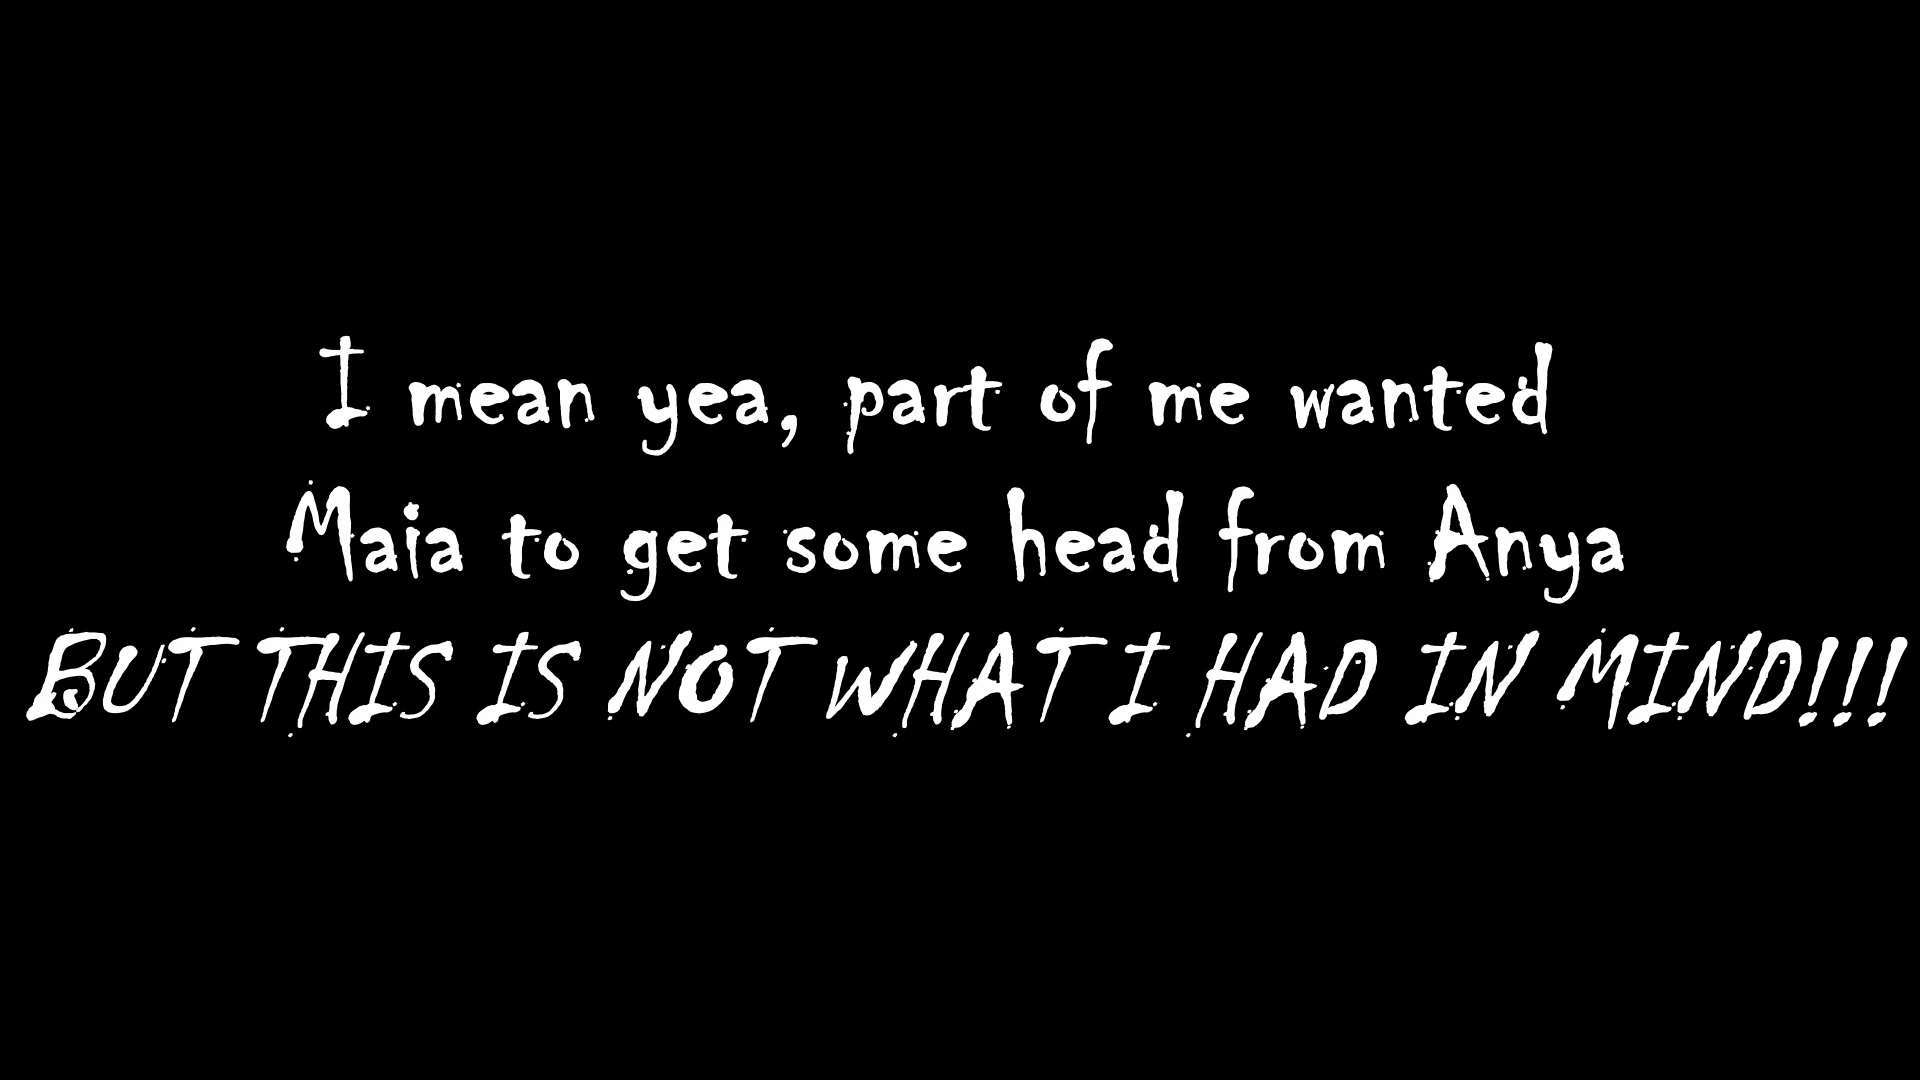 I mean yea, part of me wanted
Maia to get some head from Anya
BUT THIS IS NOT WHAT I HAD IN MIND!!!